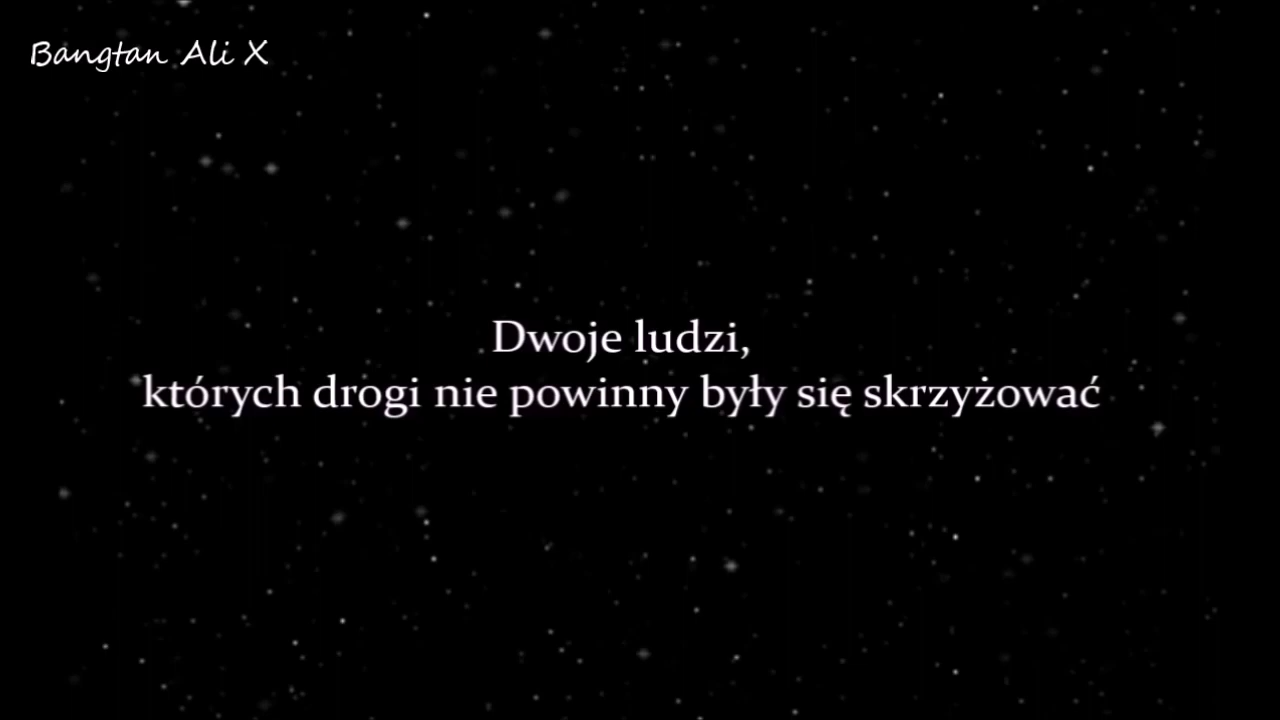 Bangtan Ali X
Dwoje ludzi,
których drogi nie powinny były się skrzyżować